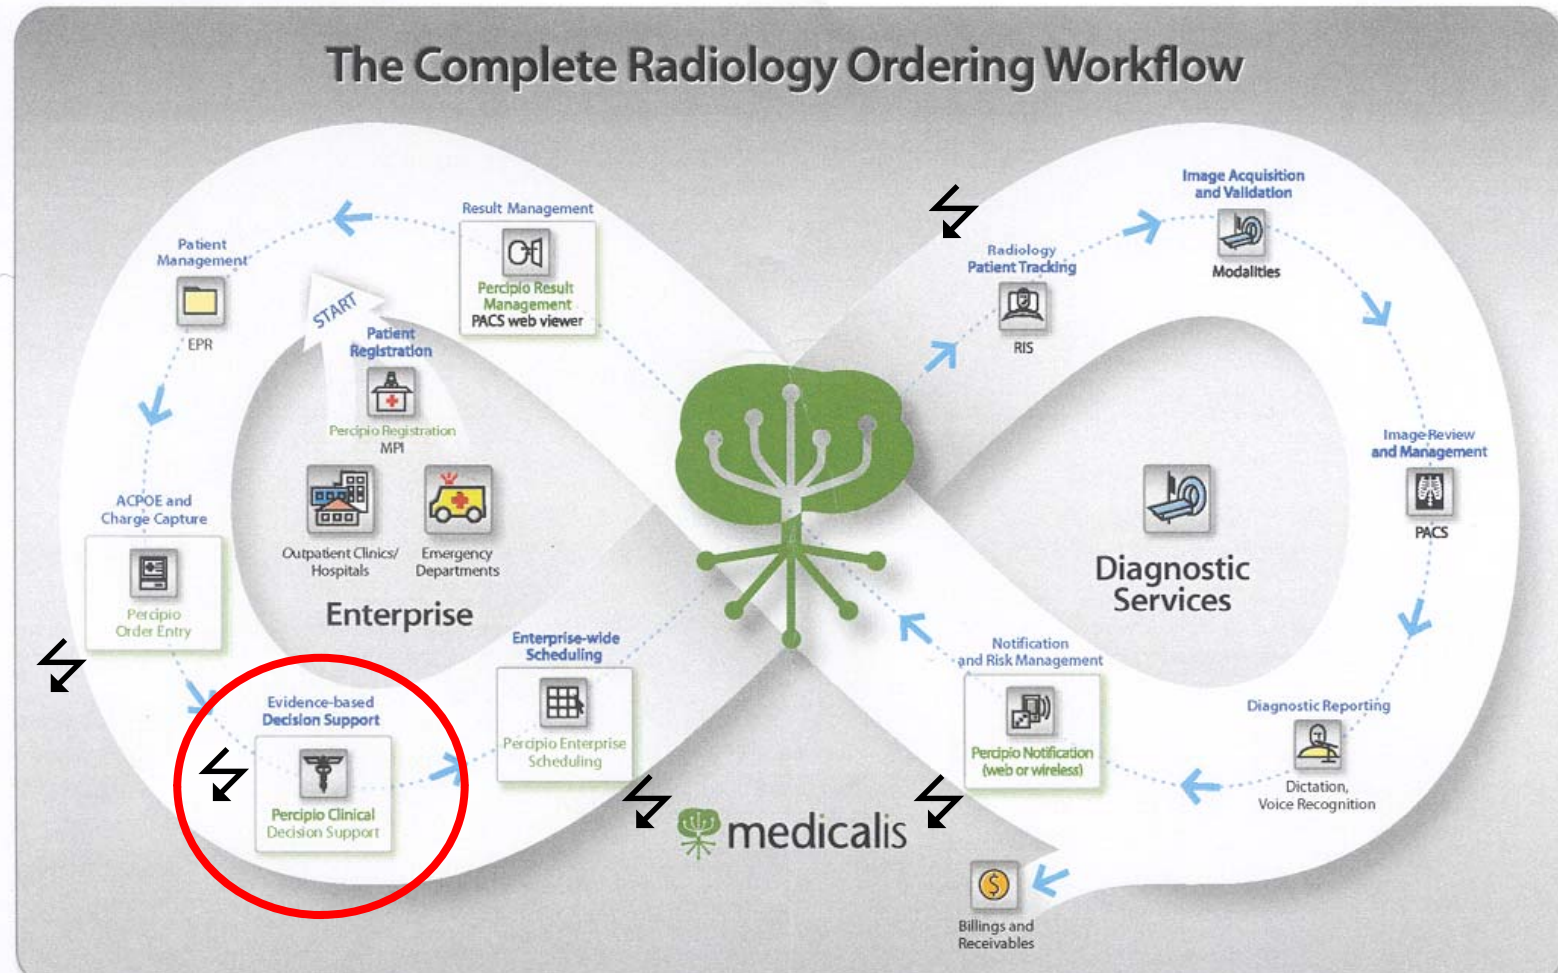 The Complete Radiology Ordering Workflow
START
Patient
Registration
Percipio Registration
MPI
Outpatient Clinics/
Hospitals
Emergency
Departments
Enterprise
Patient
Management
EPR
ACPOE and
Charge Capture
Percipio
Order Entry
Evidence-based
Decision Support
Percipio Clinical
Decision Support
Enterprise-wide
Scheduling
Percipio Enterprise
Scheduling
Radiology
Patient Tracking
RIS
Image Acquisition
and Validation
Modalities
Image Review
and Management
PACS
Diagnostic
Services
Diagnostic Reporting
Dictation,
Voice Recognition
Notification
and Risk Management
Percipio Notification
(web or wireless)
Result Management
Percipio Result
Management
PACS web viewer
$
Billings and
Receivables
medicalis